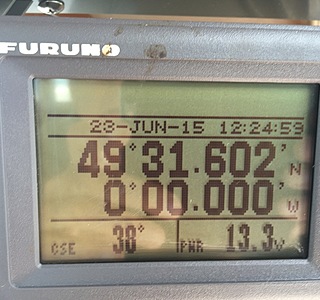 FURUNO
23-JUN-15 12:24:59
49°31.602' N
0°00.000' W
CSE 38° PWR 13.3v